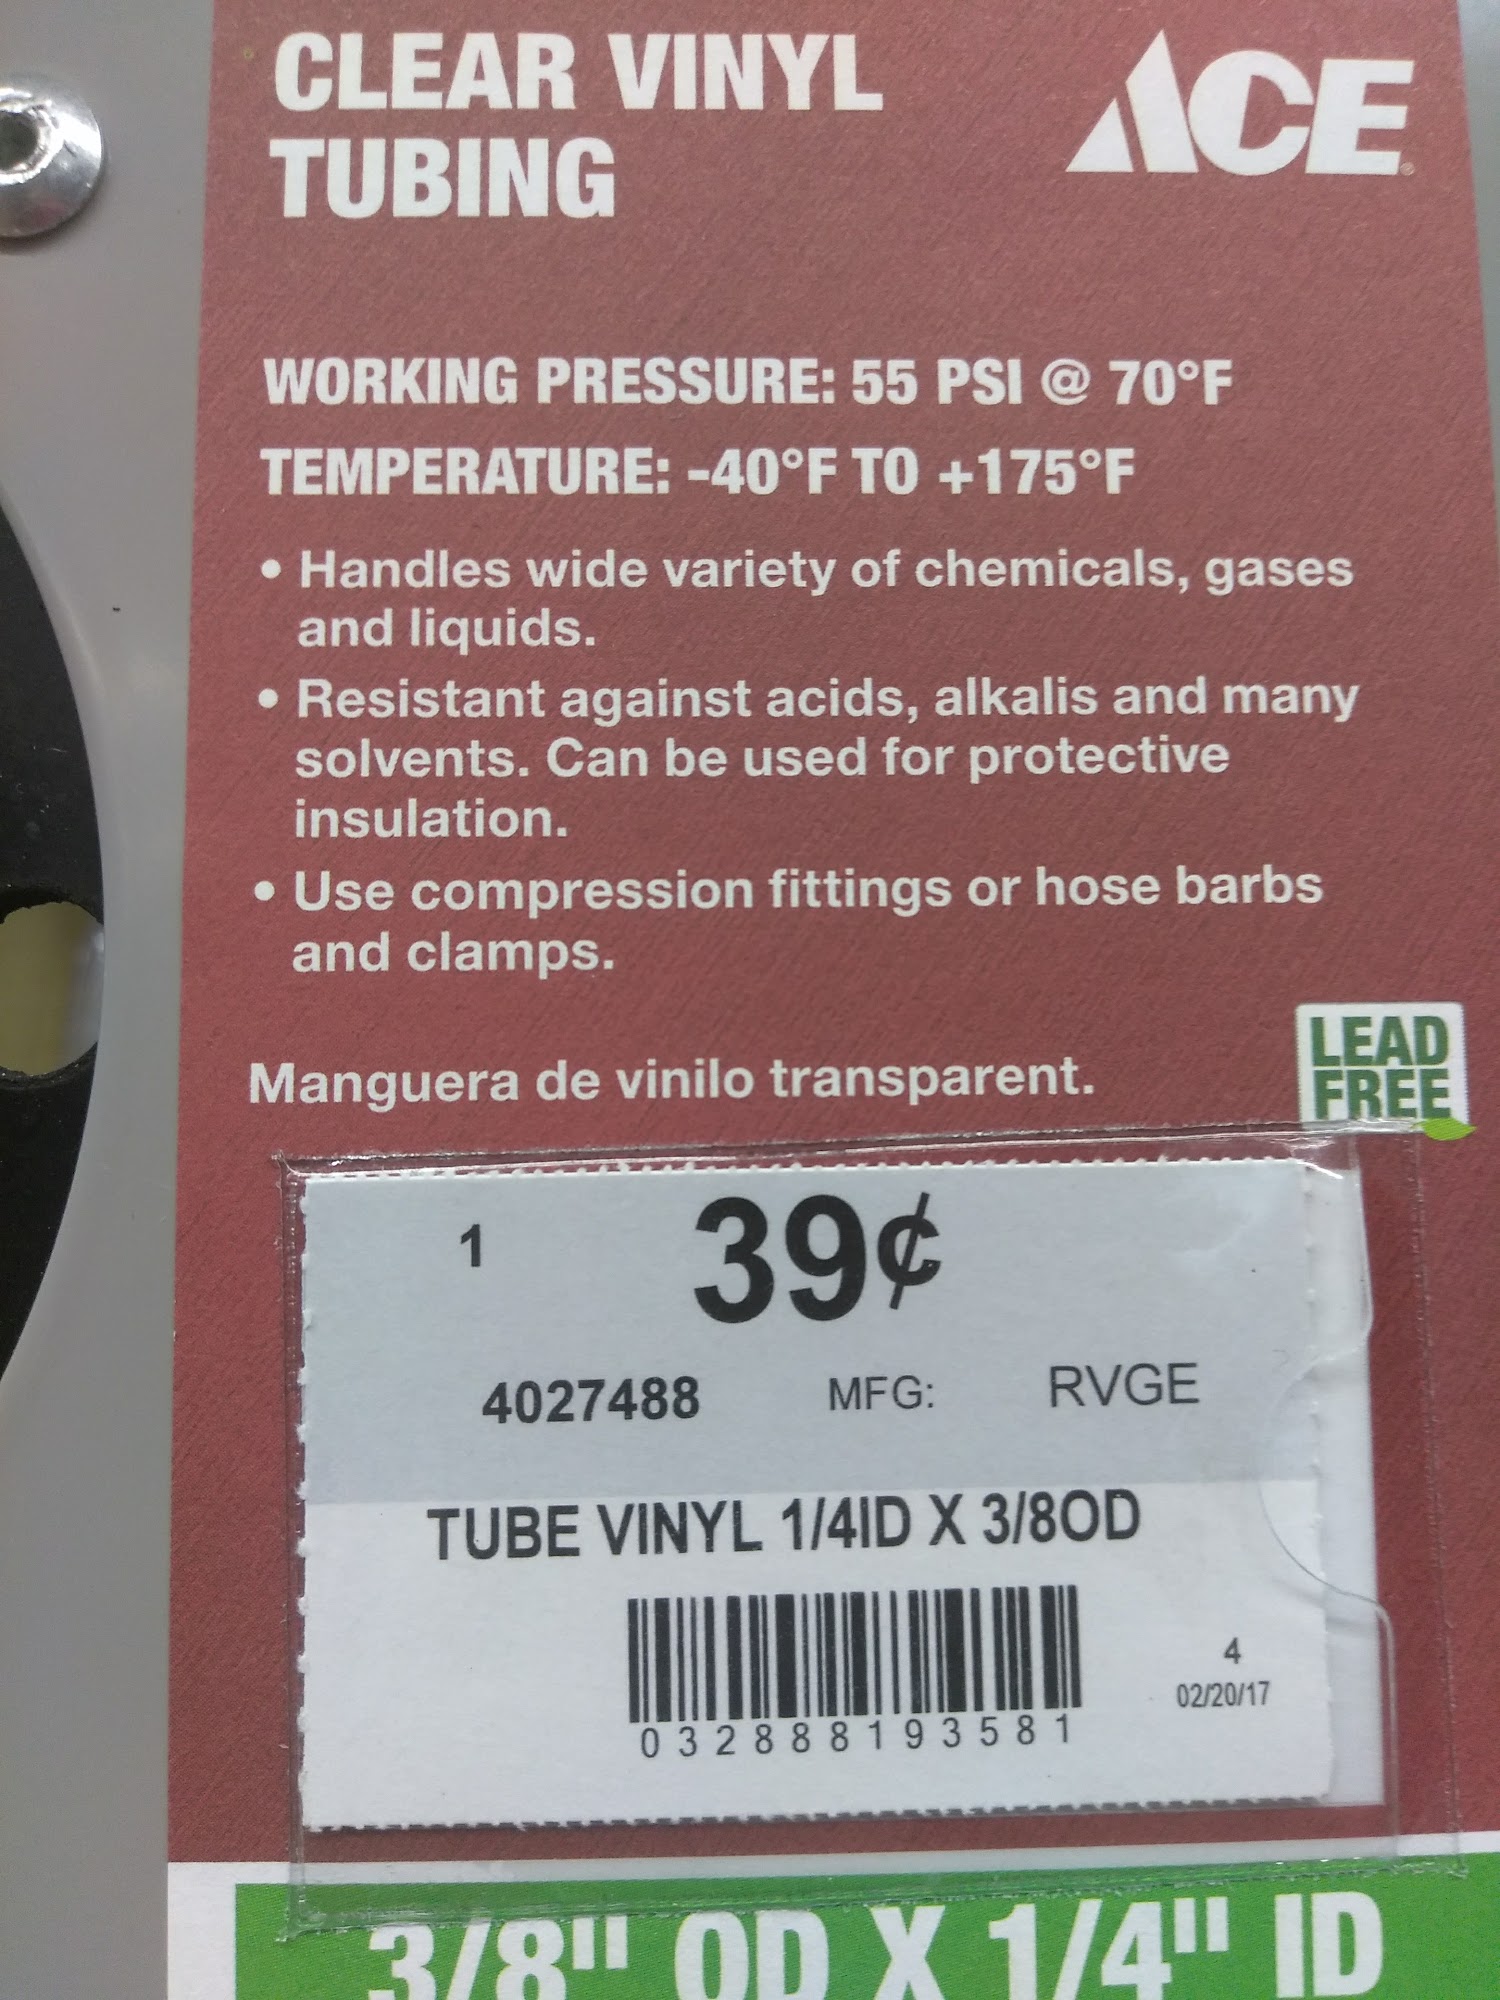 CLEAR VINYL
TUBING
ACE
WORKING PRESSURE: 55 PSI @ 70°F
TEMPERATURE: -40°F TO +175°F
• Handles wide variety of chemicals, gases
and liquids.
• Resistant against acids, alkalis and many
solvents. Can be used for protective
insulation.
• Use compression fittings or hose barbs
and clamps.
Manguera de vinilo transparent.
LEAD
FREE
1 39¢
4027488 MFG: RVGE
TUBE VINYL 1/4ID X 3/8OD
4
02/20/17
032888193581
3/8" OD X 1/4" ID